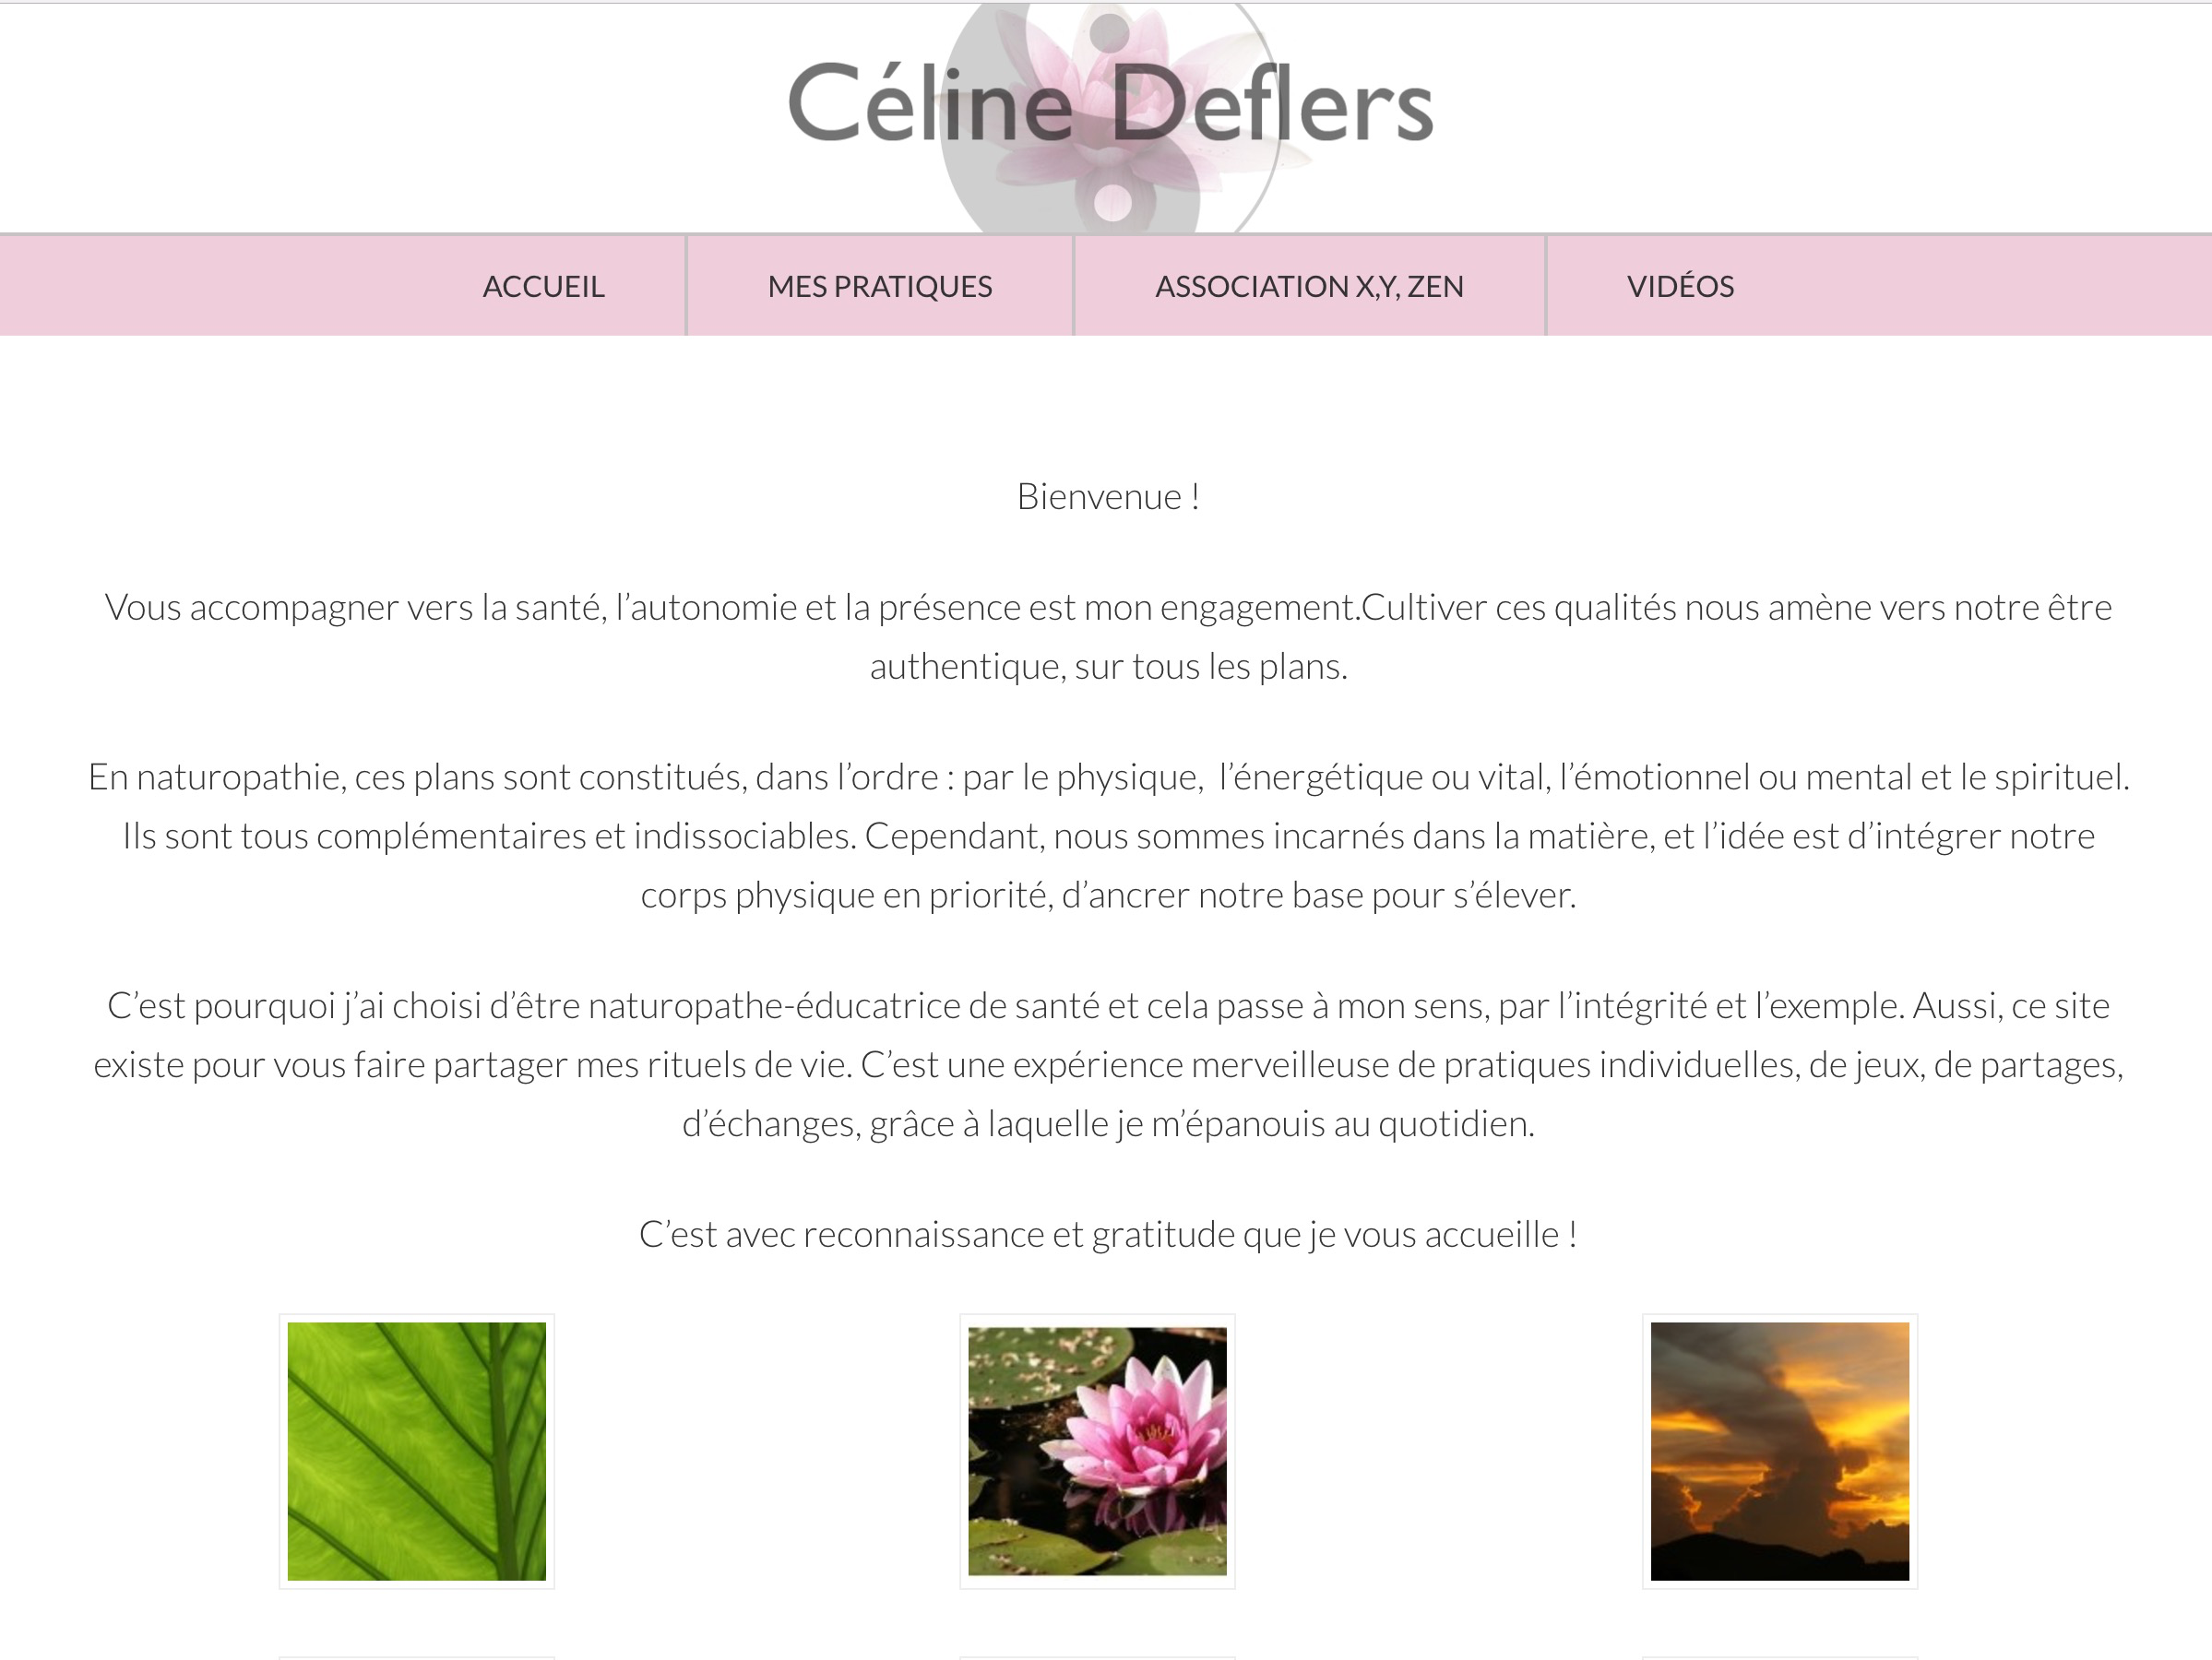 Céline Deflers
ACCUEIL
MES PRATIQUES
ASSOCIATION X,Y, ZEN
VIDÉOS
Bienvenue !
Vous accompagner vers la santé, l’autonomie et la présence est mon engagement.Cultiver ces qualités nous amène vers notre être
authentique, sur tous les plans.
En naturopathie, ces plans sont constitués, dans l’ordre : par le physique,  l’énergétique ou vital, l’émotionnel ou mental et le spirituel.
Ils sont tous complémentaires et indissociables. Cependant, nous sommes incarnés dans la matière, et l’idée est d’intégrer notre
corps physique en priorité, d’ancrer notre base pour s’élever.
C’est pourquoi j’ai choisi d’être naturopathe-éducatrice de santé et cela passe à mon sens, par l’intégrité et l’exemple. Aussi, ce site
existe pour vous faire partager mes rituels de vie. C’est une expérience merveilleuse de pratiques individuelles, de jeux, de partages,
d’échanges, grâce à laquelle je m’épanouis au quotidien.
C’est avec reconnaissance et gratitude que je vous accueille !